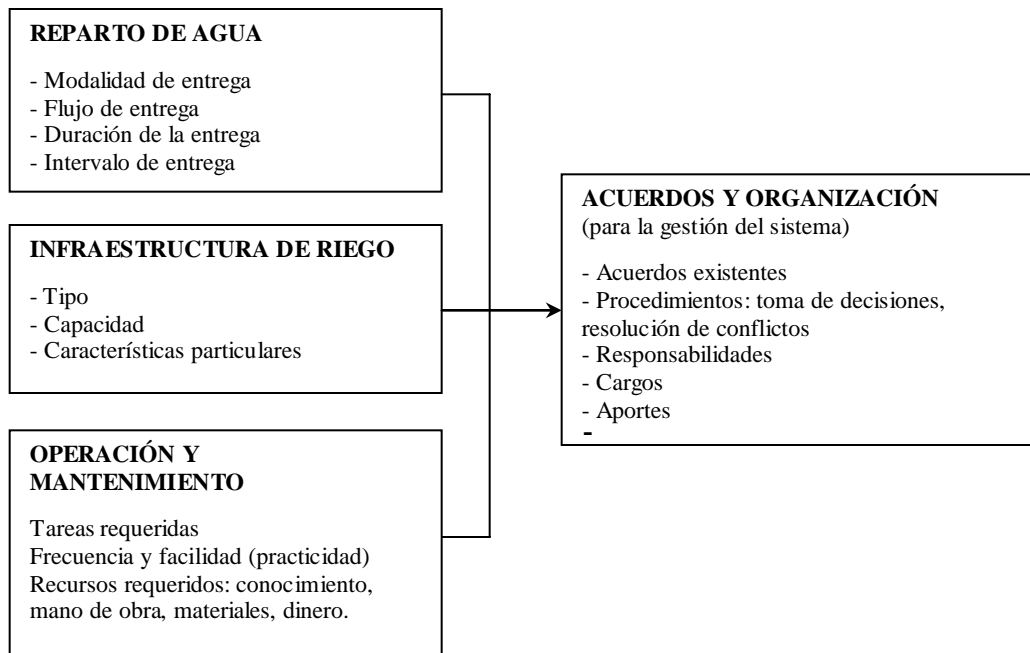 REPARTO DE AGUA
- Modalidad de entrega
- Flujo de entrega
- Duración de la entrega
- Intervalo de entrega
INFRAESTRUCTURA DE RIEGO
- Tipo
- Capacidad
- Características particulares
OPERACIÓN Y
MANTENIMIENTO
Tareas requeridas
Frecuencia y facilidad (practicidad)
Recursos requeridos: conocimiento,
mano de obra, materiales, dinero.
ACUERDOS Y ORGANIZACIÓN
(para la gestión del sistema)
- Acuerdos existentes
- Procedimientos: toma de decisiones,
resolución de conflictos
- Responsabilidades
- Cargos
- Aportes
-